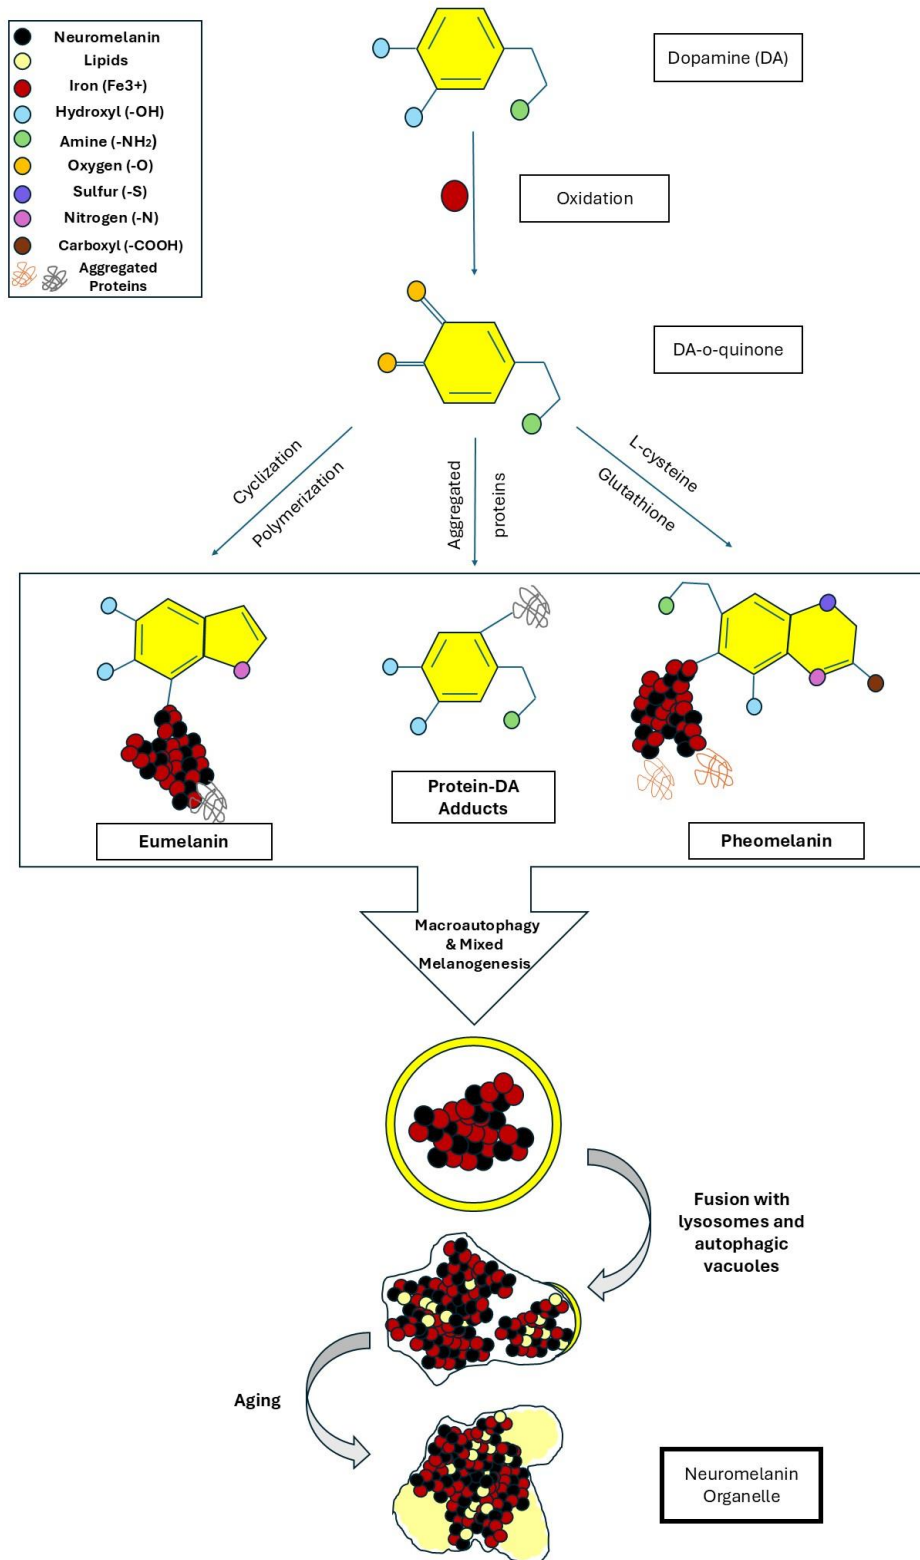 Neuromelanin
Lipids
Iron (Fe3+)
Hydroxyl (-OH)
Amine (-NH₂)
Oxygen (-O)
Sulfur (-S)
Nitrogen (-N)
Carboxyl (-COOH)
Aggregated
Proteins
Dopamine (DA)
Oxidation
DA-o-quinone
Cyclization
Polymerization
Aggregated
proteins
L-cysteine
Glutathione
Eumelanin
Protein-DA
Adducts
Pheomelanin
Macroautophagy
& Mixed
Melanogenesis
Fusion with
lysosomes and
autophagic
vacuoles
Aging
Neuromelanin
Organelle